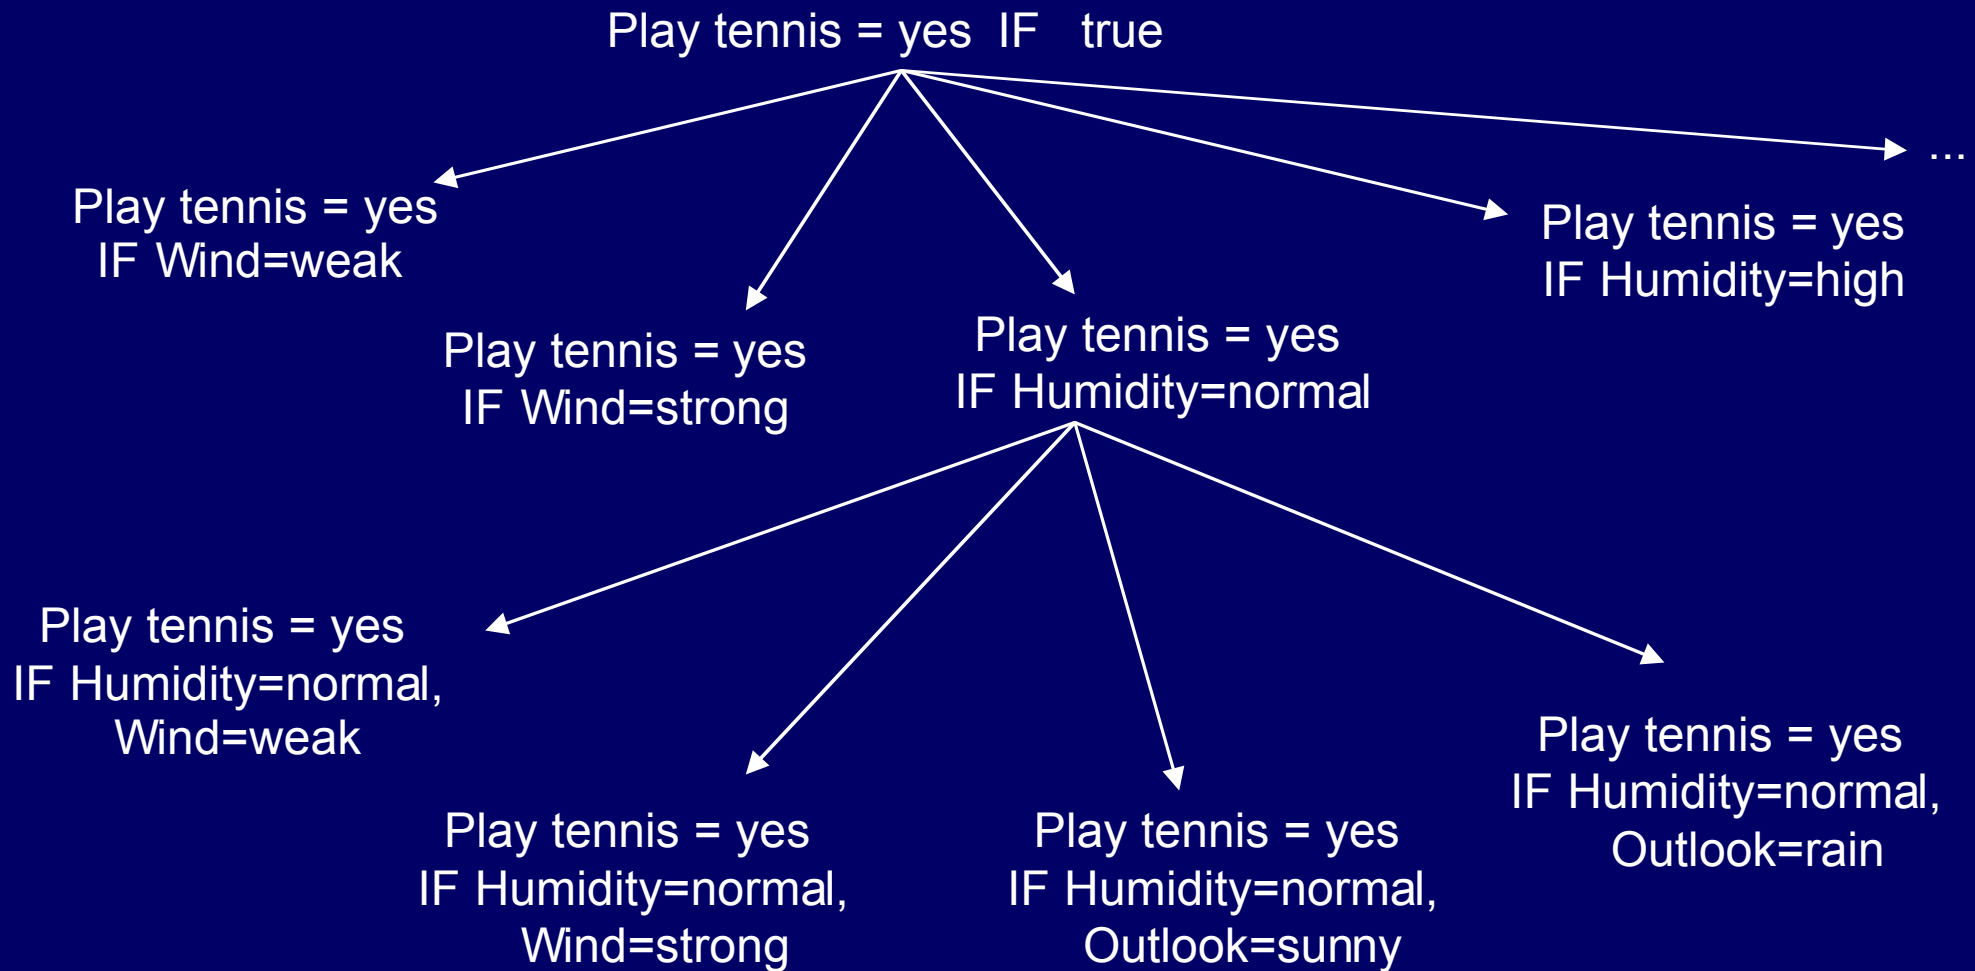 Play tennis = yes IF true
...
Play tennis = yes
IF Wind=weak
Play tennis = yes
IF Humidity=high
Play tennis = yes
IF Wind=strong
Play tennis = yes
IF Humidity=normal
Play tennis = yes
IF Humidity=normal,
Wind=weak
Play tennis = yes
IF Humidity=normal,
Wind=strong
Play tennis = yes
IF Humidity=normal,
Outlook=sunny
Play tennis = yes
IF Humidity=normal,
Outlook=rain